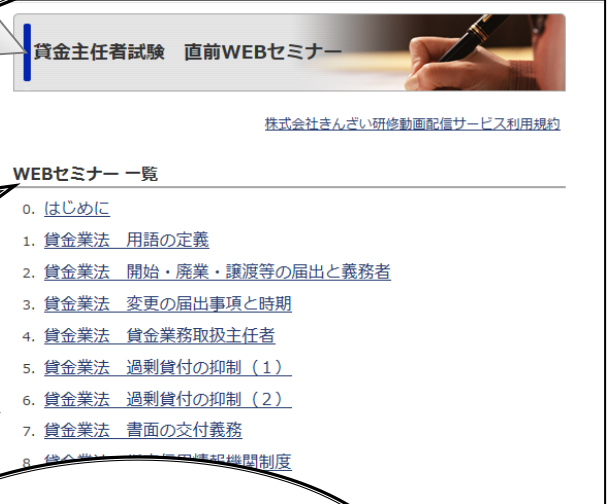 貸金主任者試験 直前WEBセミナー
株式会社きんざい研修動画配信サービス利用規約
WEBセミナー 一覧
0. はじめに
1. 貸金業法 用語の定義
2. 貸金業法 開始・廃業・譲渡等の届出と義務者
3. 貸金業法 変更の届出事項と時期
4. 貸金業法 貸金業務取扱主任者
5. 貸金業法 過剰貸付の抑制（１）
6. 貸金業法 過剰貸付の抑制（２）
7. 貸金業法 書面の交付義務
8. 機関制度